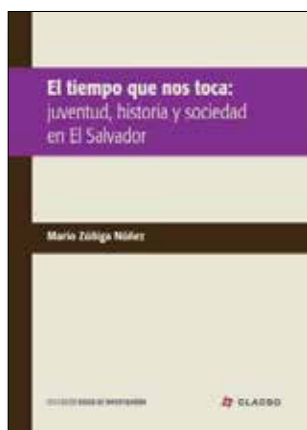 El tiempo que nos toca:
juventud, historia y sociedad
en El Salvador
Mario Zúñiga Núñez
CLACSO